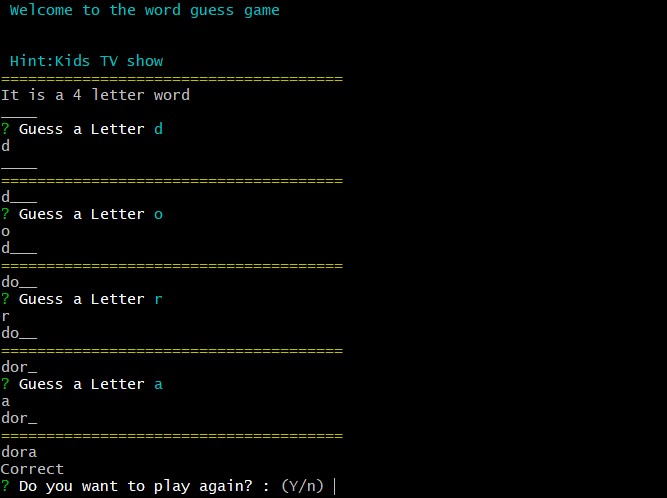 Welcome to the word guess game
Hint:Kids TV show
======================================
It is a 4 letter word
____
? Guess a Letter d
d
____
======================================
d___
? Guess a Letter o
o
d___
======================================
do__
? Guess a Letter r
r
do__
======================================
dor_
? Guess a Letter a
a
dor_
======================================
dora
Correct
? Do you want to play again? : (Y/n)